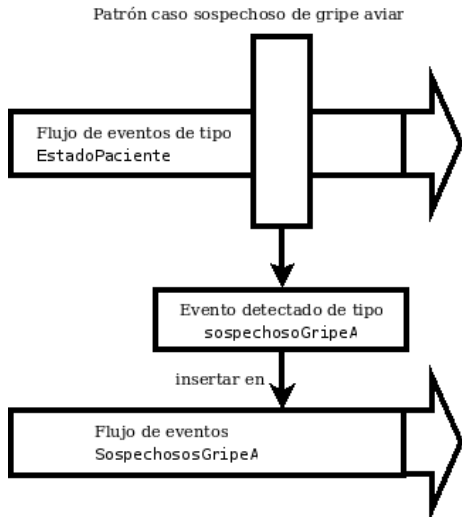 Patrón caso sospechoso de gripe aviar
Flujo de eventos de tipo
EstadoPaciente
Evento detectado de tipo
sospechosoGripeA
insertar en
Flujo de eventos
SospechososGripeA